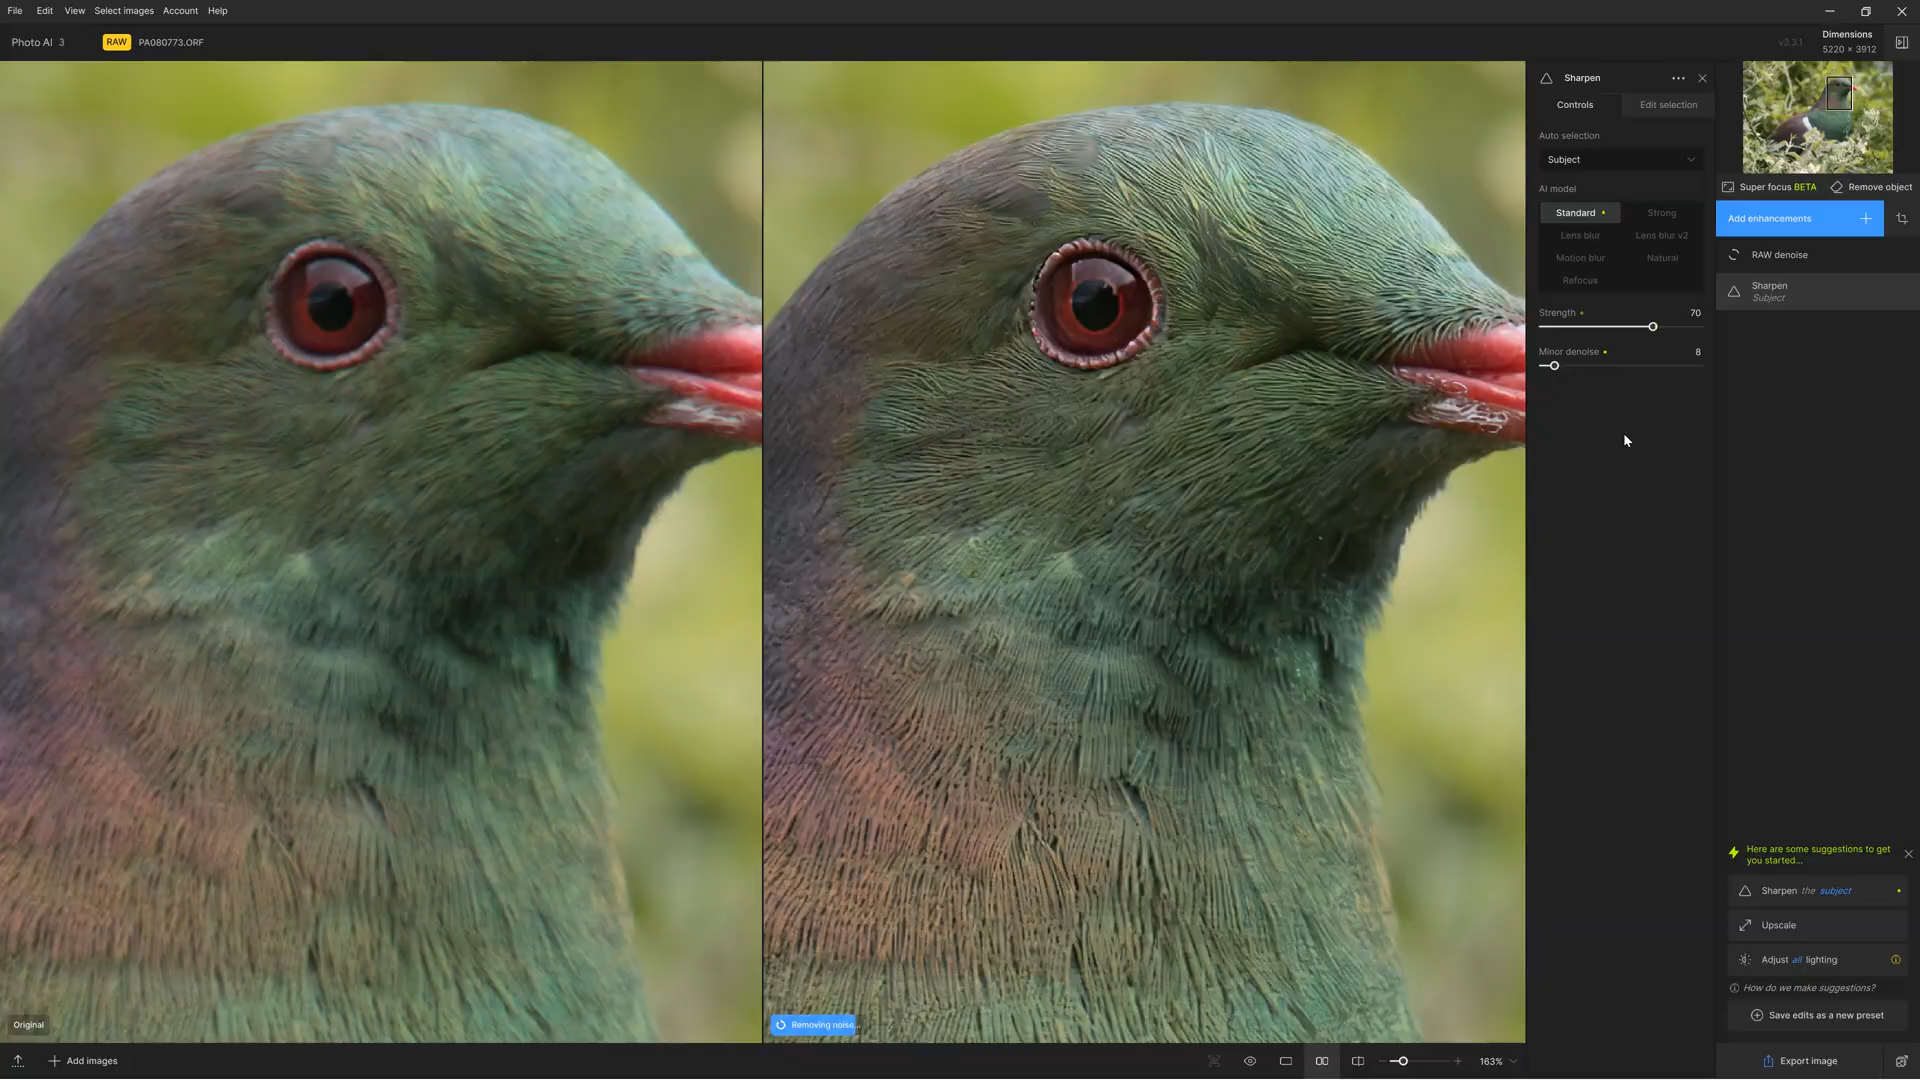 File Edit View Select images Account Help
Photo AI 3 RAW PA080773.ORF
v3.3.1
Dimensions
5220 × 3912
Sharpen
Controls Edit selection
Auto selection
Subject
AI model
Standard Strong
Lens blur Lens blur v2
Motion blur Natural
Refocus
Strength 70
Minor denoise 8
Super focus BETA Remove object
Add enhancements
RAW denoise
Sharpen
Subject
Here are some suggestions to get
you started...
Sharpen the subject
Upscale
Adjust all lighting
How do we make suggestions?
Save edits as a new preset
Original
Removing noise...
Add images
163%
Export image